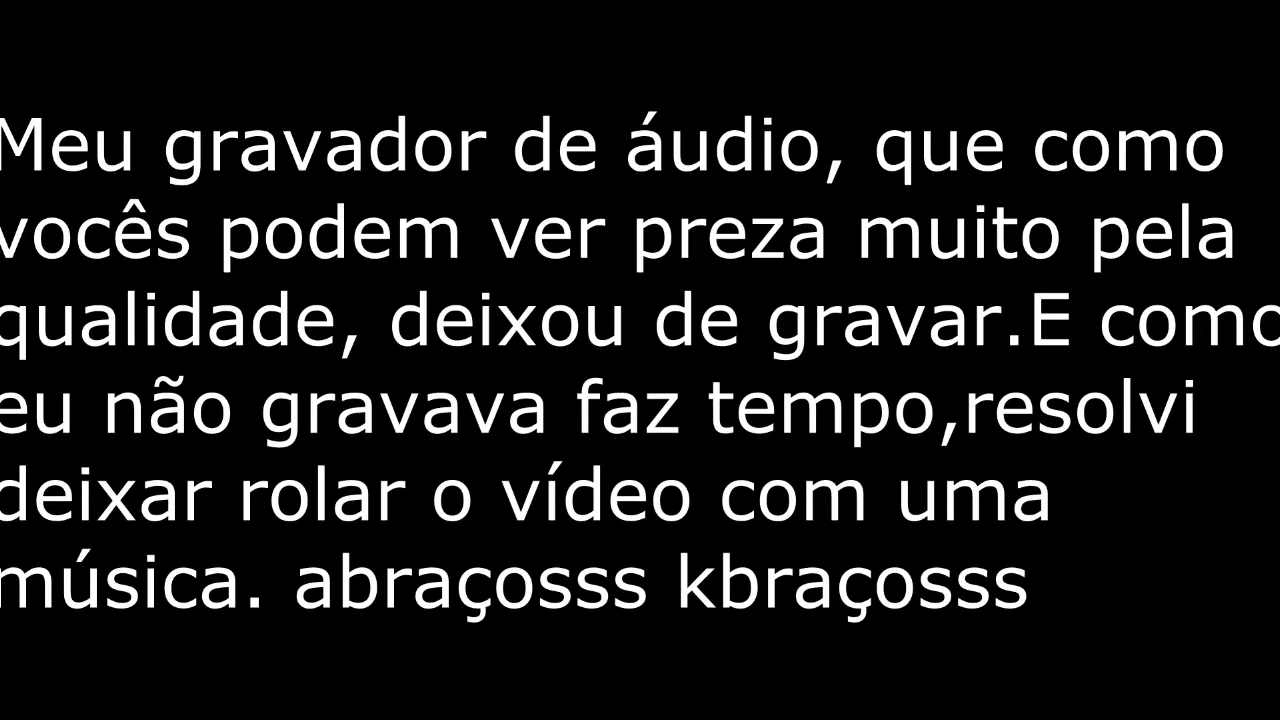 Meu gravador de áudio, que como
vocês podem ver preza muito pela
qualidade, deixou de gravar.E como
eu não gravava faz tempo,resolvi
deixar rolar o vídeo com uma
música. abraçosss kbraçosss